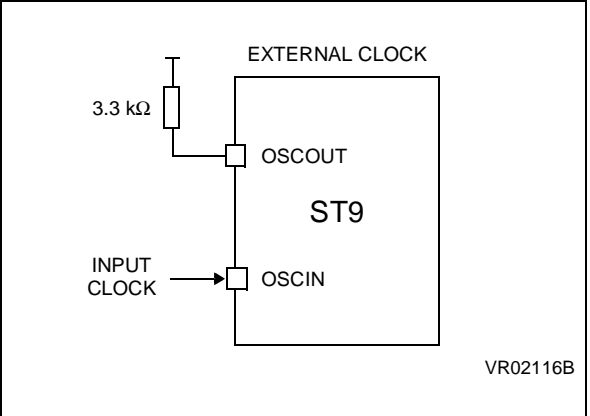 EXTERNAL CLOCK
3.3 kΩ
OSCOUT
ST9
INPUT
CLOCK
OSCIN
VR02116B